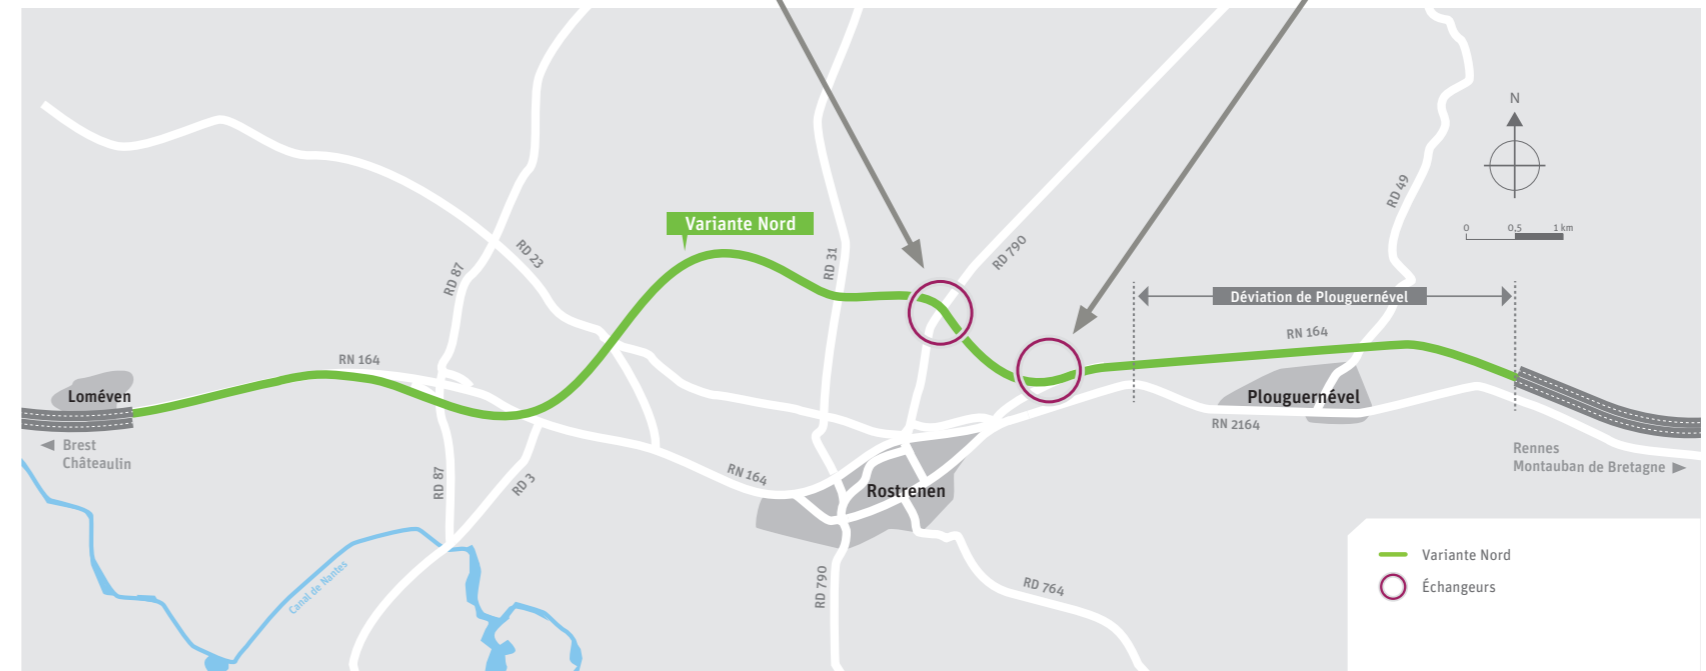 N
0 0,5 1 km
RD 49
Variante Nord
RD 23
RD 87
RD 31
RD 790
Déviation de Plouguernével
RN 164
RN 164
Loméven
Plouguernével
RN 2164
Brest
Châteaulin
Rennes
Montauban de Bretagne
RD 87
RD 3
RN 164
Rostrenen
Canal de Nantes
RD 790
RD 764
Variante Nord
Échangeurs